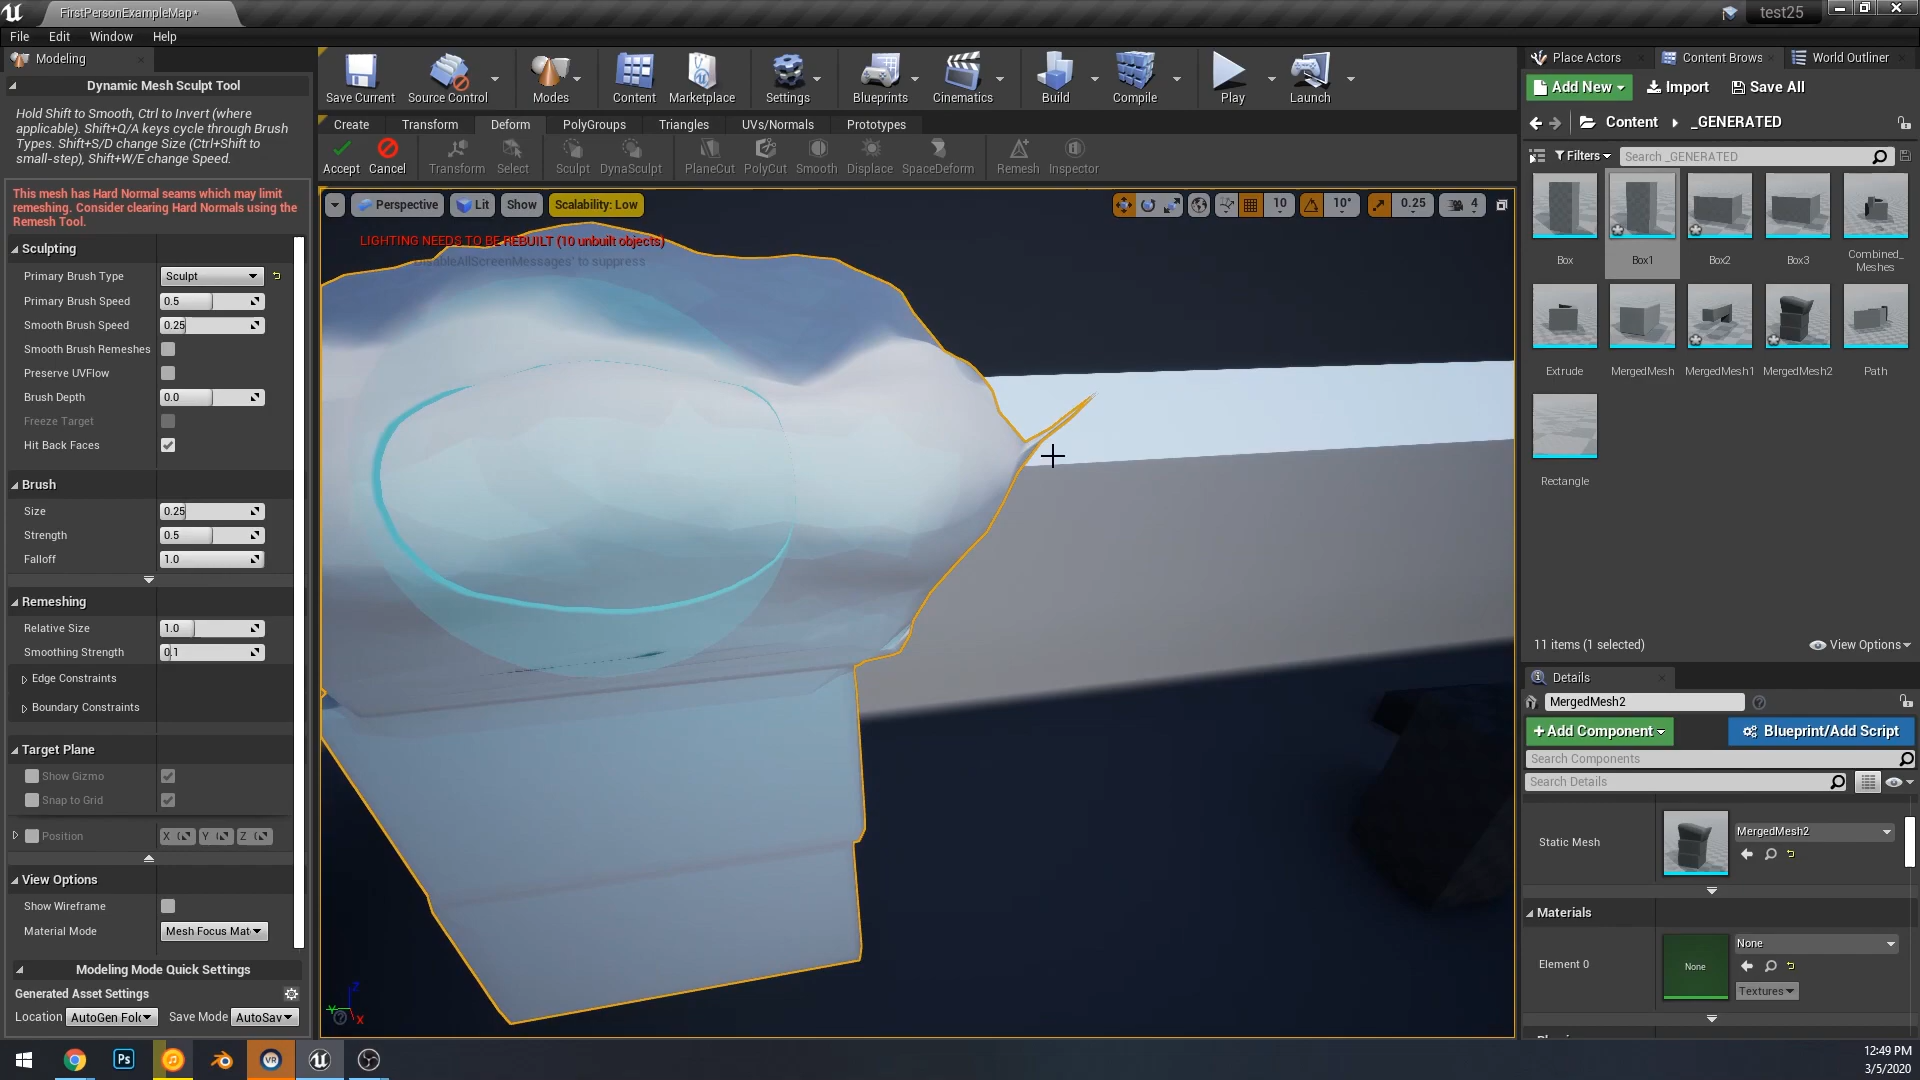 FirstPersonExampleMap*
test25
File Edit Window Help
Modeling
Dynamic Mesh Sculpt Tool
Hold Shift to Smooth, Ctrl to Invert (where
applicable). Shift+Q/A keys cycle through Brush
Types. Shift+S/D change Size (Ctrl+Shift to
small-step), Shift+W/E change Speed.
This mesh has Hard Normal seams which may limit
remeshing. Consider clearing Hard Normals using the
Remesh Tool.
Sculpting
Primary Brush Type Sculpt
Primary Brush Speed 0.5
Smooth Brush Speed 0.25
Smooth Brush Remeshes
Preserve UVFlow
Brush Depth 0.0
Freeze Target
Hit Back Faces
Brush
Size 0.25
Strength 0.5
Falloff 1.0
Remeshing
Relative Size 1.0
Smoothing Strength 0.1
Edge Constraints
Boundary Constraints
Target Plane
Show Gizmo
Snap to Grid
Position X Y Z
View Options
Show Wireframe
Material Mode Mesh Focus Mat
Modeling Mode Quick Settings
Generated Asset Settings
Location AutoGen Fol Save Mode AutoSav
Save Current Source Control Modes Content Marketplace Settings Blueprints Cinematics Build Compile Play Launch
Create Transform Deform PolyGroups Triangles UVs/Normals Prototypes
Accept Cancel Transform Select Sculpt DynaSculpt PlaneCut PolyCut Smooth Displace SpaceDeform Remesh Inspector
Perspective Lit Show Scalability: Low 10 10° 0.25 4
LIGHTING NEEDS TO BE REBUILT (10 unbuilt objects)
isableAllScreenMessages' to suppress
Z
Y
X
Place Actors Content Brows World Outliner
Add New Import Save All
Content _GENERATED
Filters Search _GENERATED
Box Box1 Box2 Box3 Combined_
Meshes
Extrude MergedMesh MergedMesh1 MergedMesh2 Path
Rectangle
11 items (1 selected) View Options
Details
MergedMesh2
+Add Component Blueprint/Add Script
Search Components
Search Details
Static Mesh MergedMesh2
Materials
Element 0 None None
Textures
Ps VR
12:49 PM
3/5/2020